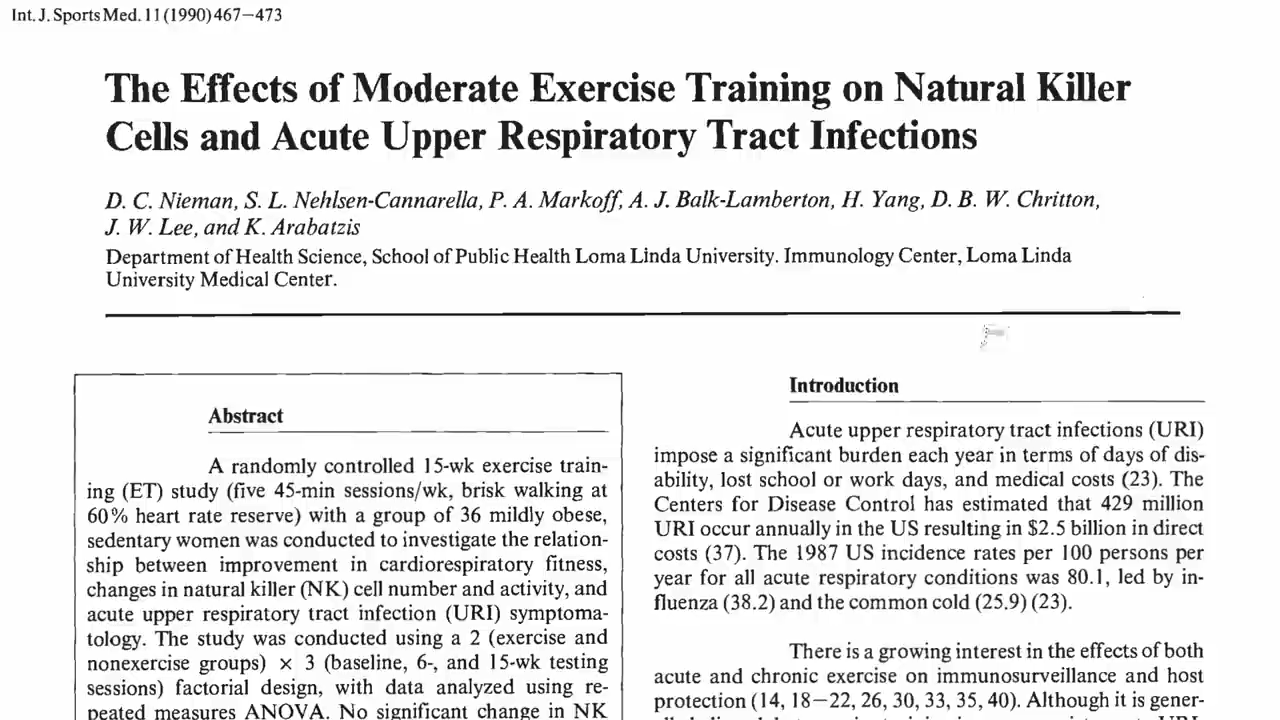 Int. J. Sports Med. 11 (1990) 467–473
The Effects of Moderate Exercise Training on Natural Killer
Cells and Acute Upper Respiratory Tract Infections
D. C. Nieman, S. L. Nehlsen-Cannarella, P. A. Markoff, A. J. Balk-Lamberton, H. Yang, D. B. W. Chritton,
J. W. Lee, and K. Arabatzis
Department of Health Science, School of Public Health Loma Linda University. Immunology Center, Loma Linda
University Medical Center.
Abstract
A randomly controlled 15-wk exercise train-
ing (ET) study (five 45-min sessions/wk, brisk walking at
60% heart rate reserve) with a group of 36 mildly obese,
sedentary women was conducted to investigate the relation-
ship between improvement in cardiorespiratory fitness,
changes in natural killer (NK) cell number and activity, and
acute upper respiratory tract infection (URI) symptoma-
tology. The study was conducted using a 2 (exercise and
nonexercise groups) × 3 (baseline, 6-, and 15-wk testing
sessions) factorial design, with data analyzed using re-
peated measures ANOVA. No significant change in NK
Introduction
Acute upper respiratory tract infections (URI)
impose a significant burden each year in terms of days of dis-
ability, lost school or work days, and medical costs (23). The
Centers for Disease Control has estimated that 429 million
URI occur annually in the US resulting in $2.5 billion in direct
costs (37). The 1987 US incidence rates per 100 persons per
year for all acute respiratory conditions was 80.1, led by in-
fluenza (38.2) and the common cold (25.9) (23).
There is a growing interest in the effects of both
acute and chronic exercise on immunosurveillance and host
protection (14, 18–22, 26, 30, 33, 35, 40). Although it is gener-